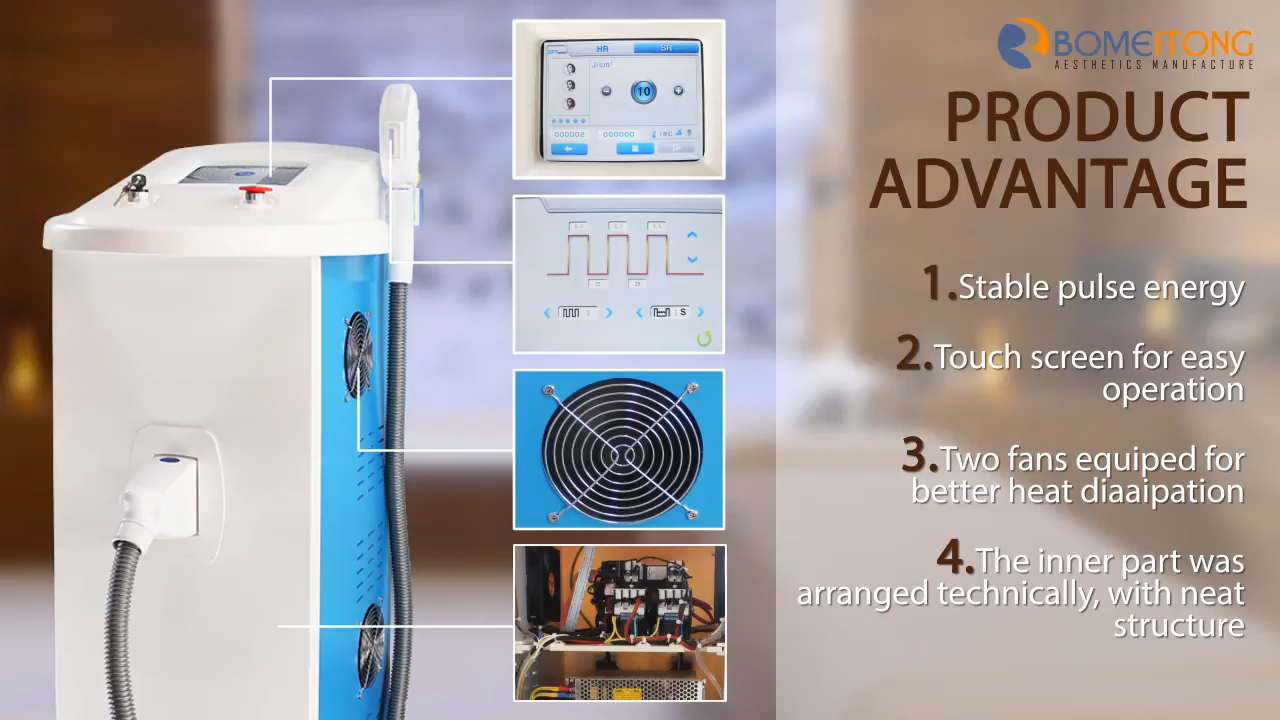 BOMEITONG
AESTHETICS MANUFACTURE
PRODUCT
ADVANTAGE
1.Stable pulse energy
2.Touch screen for easy
operation
3.Two fans equiped for
better heat diaaipation
4.The inner part was
arranged technically, with neat
structure
HR
SR
J/cm²
10
000002
000000
S